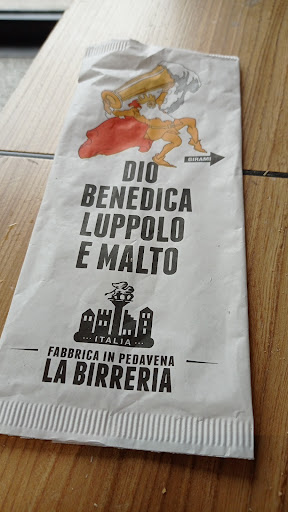 GIRAMI
DIO
BENEDICA
LUPPOLO
E MALTO
··· ITALIA ···
FABBRICA IN PEDAVENA
LA BIRRERIA